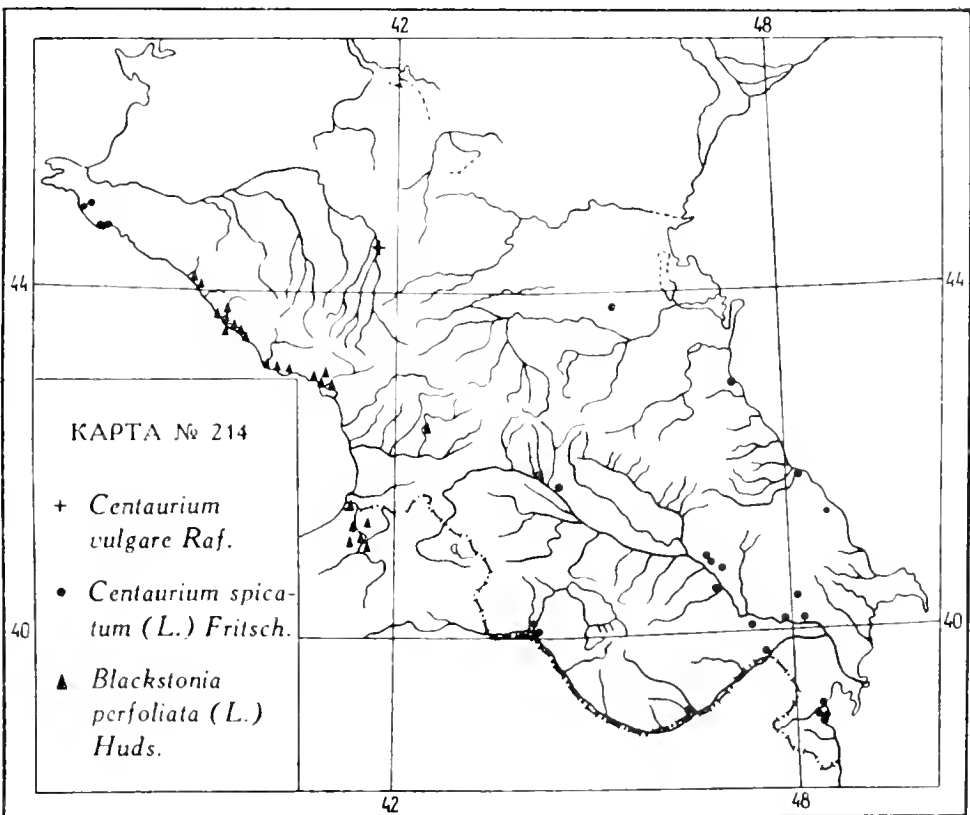 42 48
44 44
КАРТА № 214
+ Centaurium
vulgare Raf.
• Centaurium spica-
tum (L.) Fritsch.
▲ Blackstonia
perfoliata (L.)
Huds.
40 40
42 48